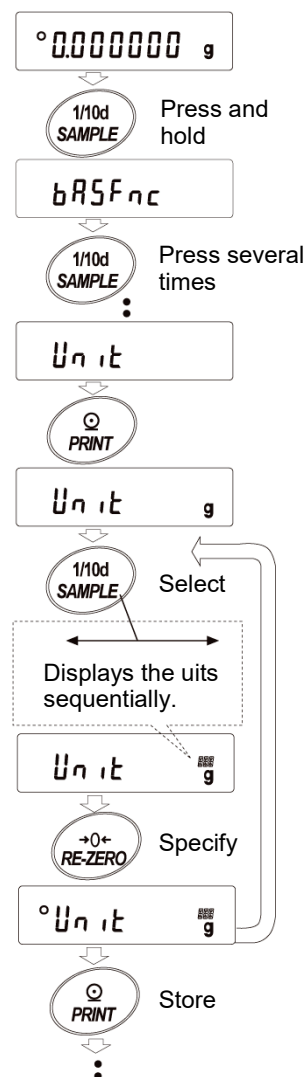 °0.000000 g
1/10d
SAMPLE
Press and
hold
bASFnc
1/10d
SAMPLE
Press several
times
Unit
PRINT
Unit g
1/10d
SAMPLE
Select
Displays the uits
sequentially.
Unit g
→0←
RE-ZERO
Specify
°Unit g
PRINT
Store